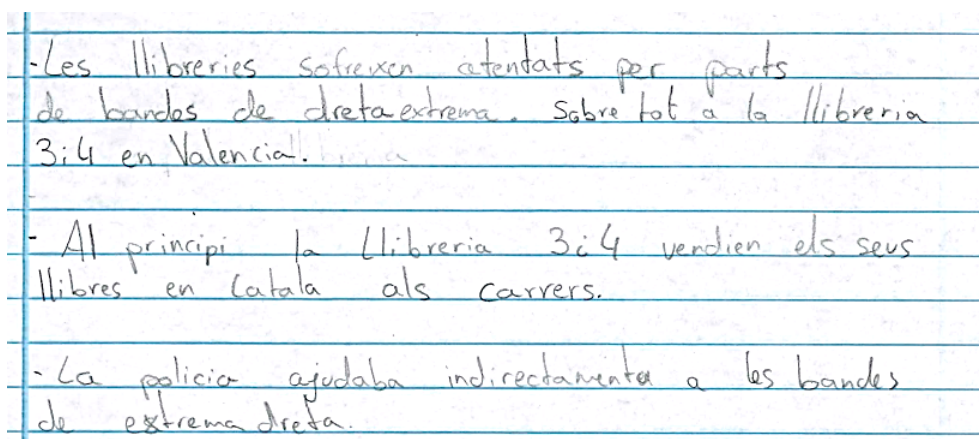 -Les llibreries sofreixen atentats per parts
de bandes de dreta extrema. Sobre tot a la llibreria
3i4 en Valencia.
- Al principi la Llibreria 3i4 vendien els seus
llibres en Catala als carrers.
- La policia ajudaba indirectamenta a les bandes
de extrema dreta.